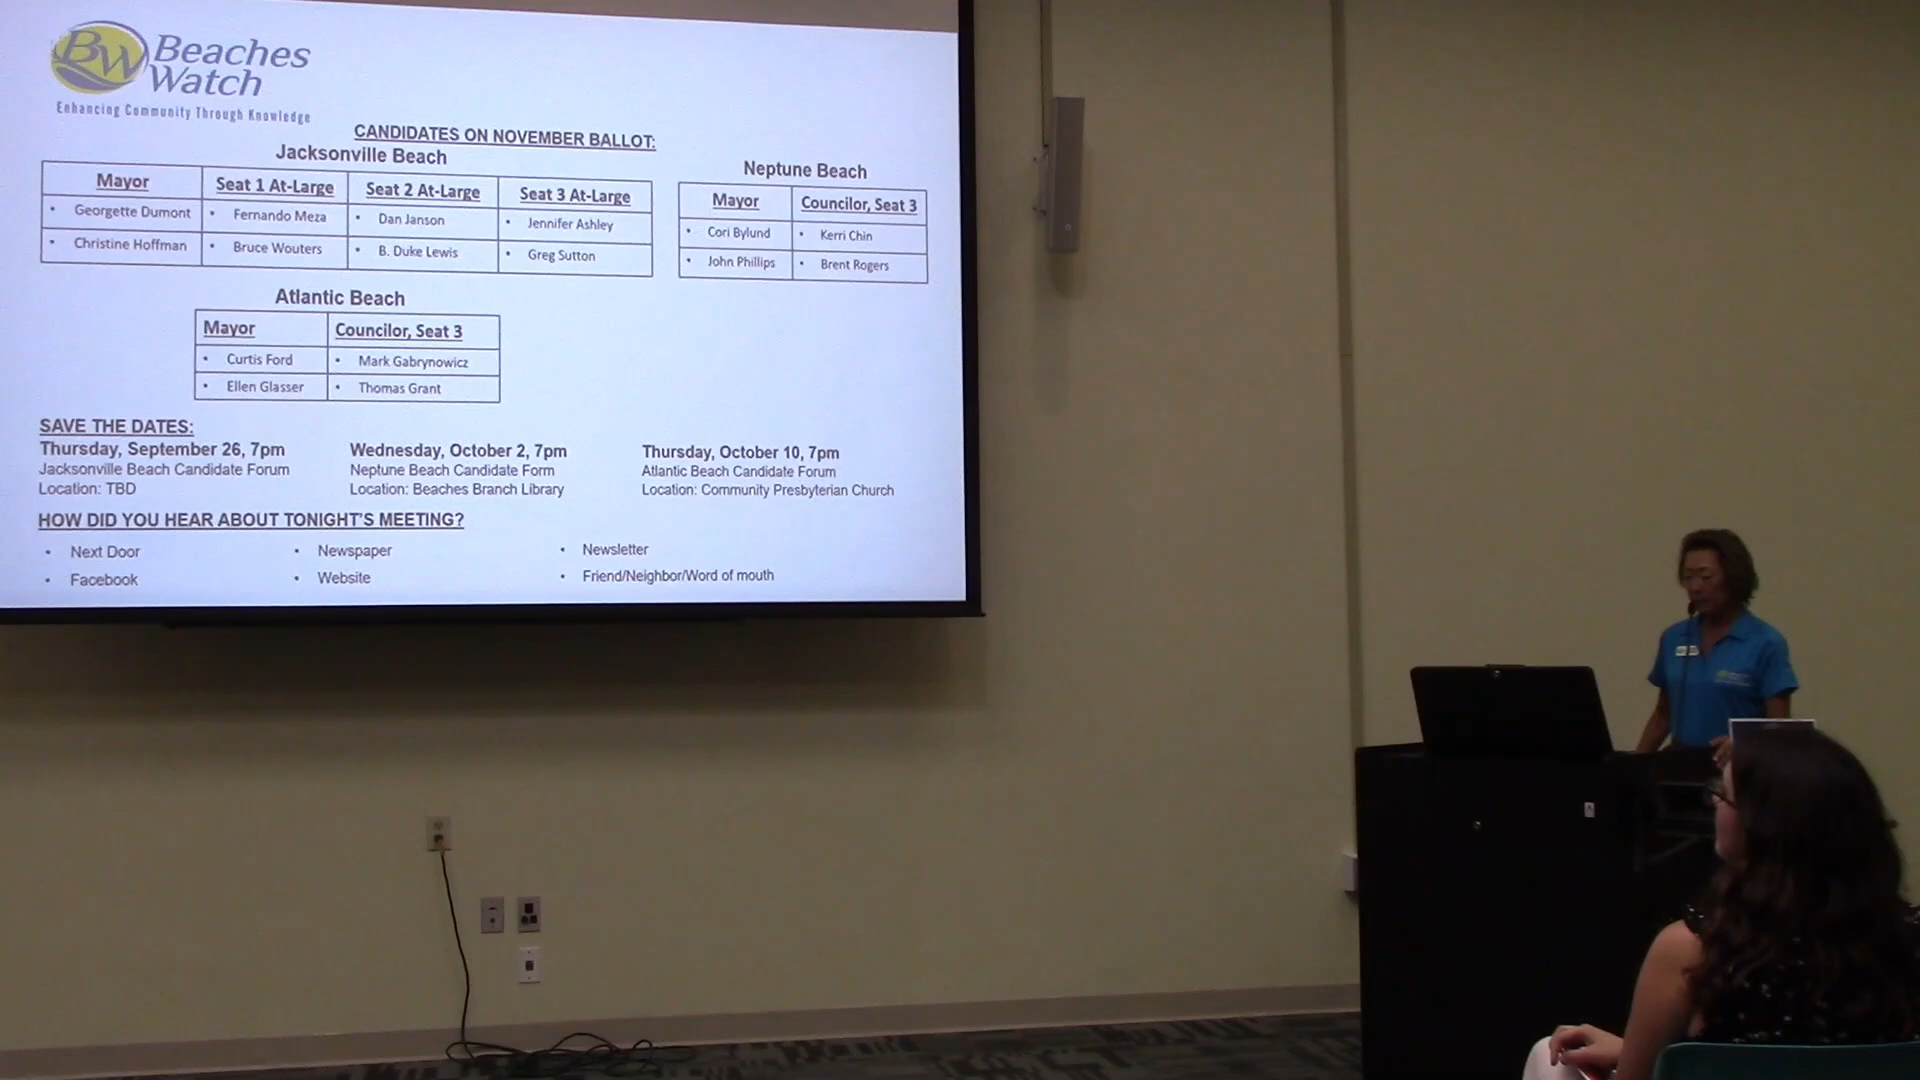 BW Beaches
Watch
Enhancing Community Through Knowledge
CANDIDATES ON NOVEMBER BALLOT:
Jacksonville Beach
Mayor Seat 1 At-Large Seat 2 At-Large Seat 3 At-Large
• Georgette Dumont • Fernando Meza • Dan Janson • Jennifer Ashley
• Christine Hoffman • Bruce Wouters • B. Duke Lewis • Greg Sutton
Neptune Beach
Mayor Councilor, Seat 3
• Cori Bylund • Kerri Chin
• John Phillips • Brent Rogers
Atlantic Beach
Mayor Councilor, Seat 3
• Curtis Ford • Mark Gabrynowicz
• Ellen Glasser • Thomas Grant
SAVE THE DATES:
Thursday, September 26, 7pm
Jacksonville Beach Candidate Forum
Location: TBD
Wednesday, October 2, 7pm
Neptune Beach Candidate Form
Location: Beaches Branch Library
Thursday, October 10, 7pm
Atlantic Beach Candidate Forum
Location: Community Presbyterian Church
HOW DID YOU HEAR ABOUT TONIGHT'S MEETING?
• Next Door • Newspaper • Newsletter
• Facebook • Website • Friend/Neighbor/Word of mouth